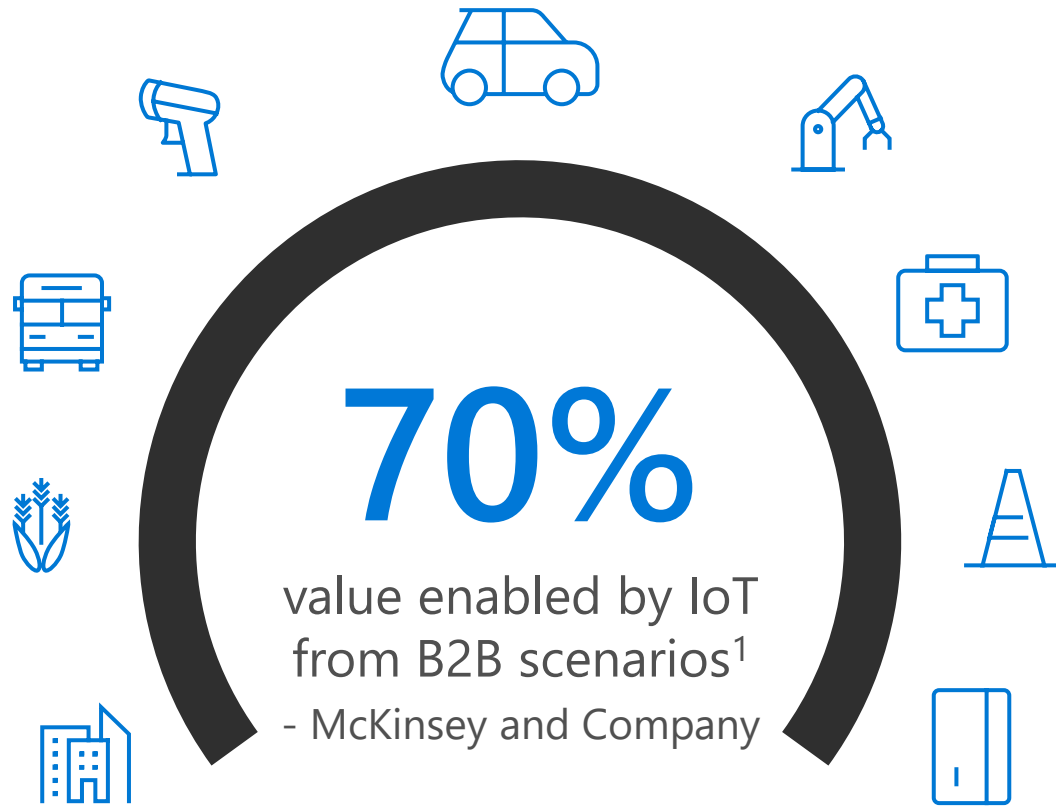 70%
value enabled by IoT
from B2B scenarios¹
- McKinsey and Company